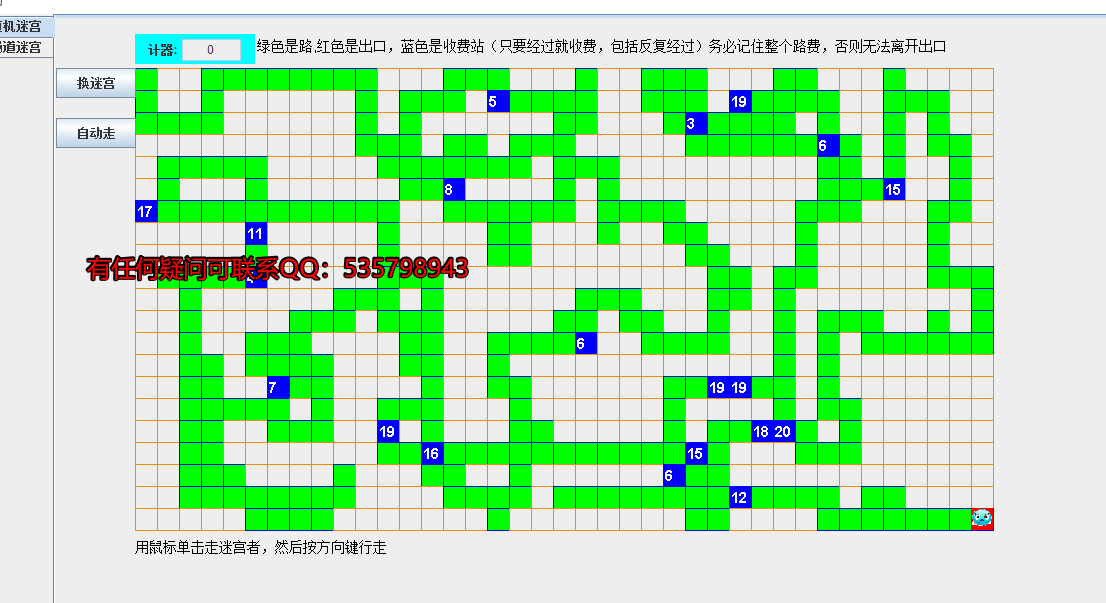 机迷宫
通道迷宫
计器: 0
绿色是路,红色是出口，蓝色是收费站（只要经过就收费，包括反复经过）务必记住整个路费，否则无法离开出口
换迷宫
自动走
5
19
3
6
8
15
17
11
有任何疑问可联系QQ：535798943
6
7
19 19
19
18 20
16
15
6
12
用鼠标单击走迷宫者，然后按方向键行走